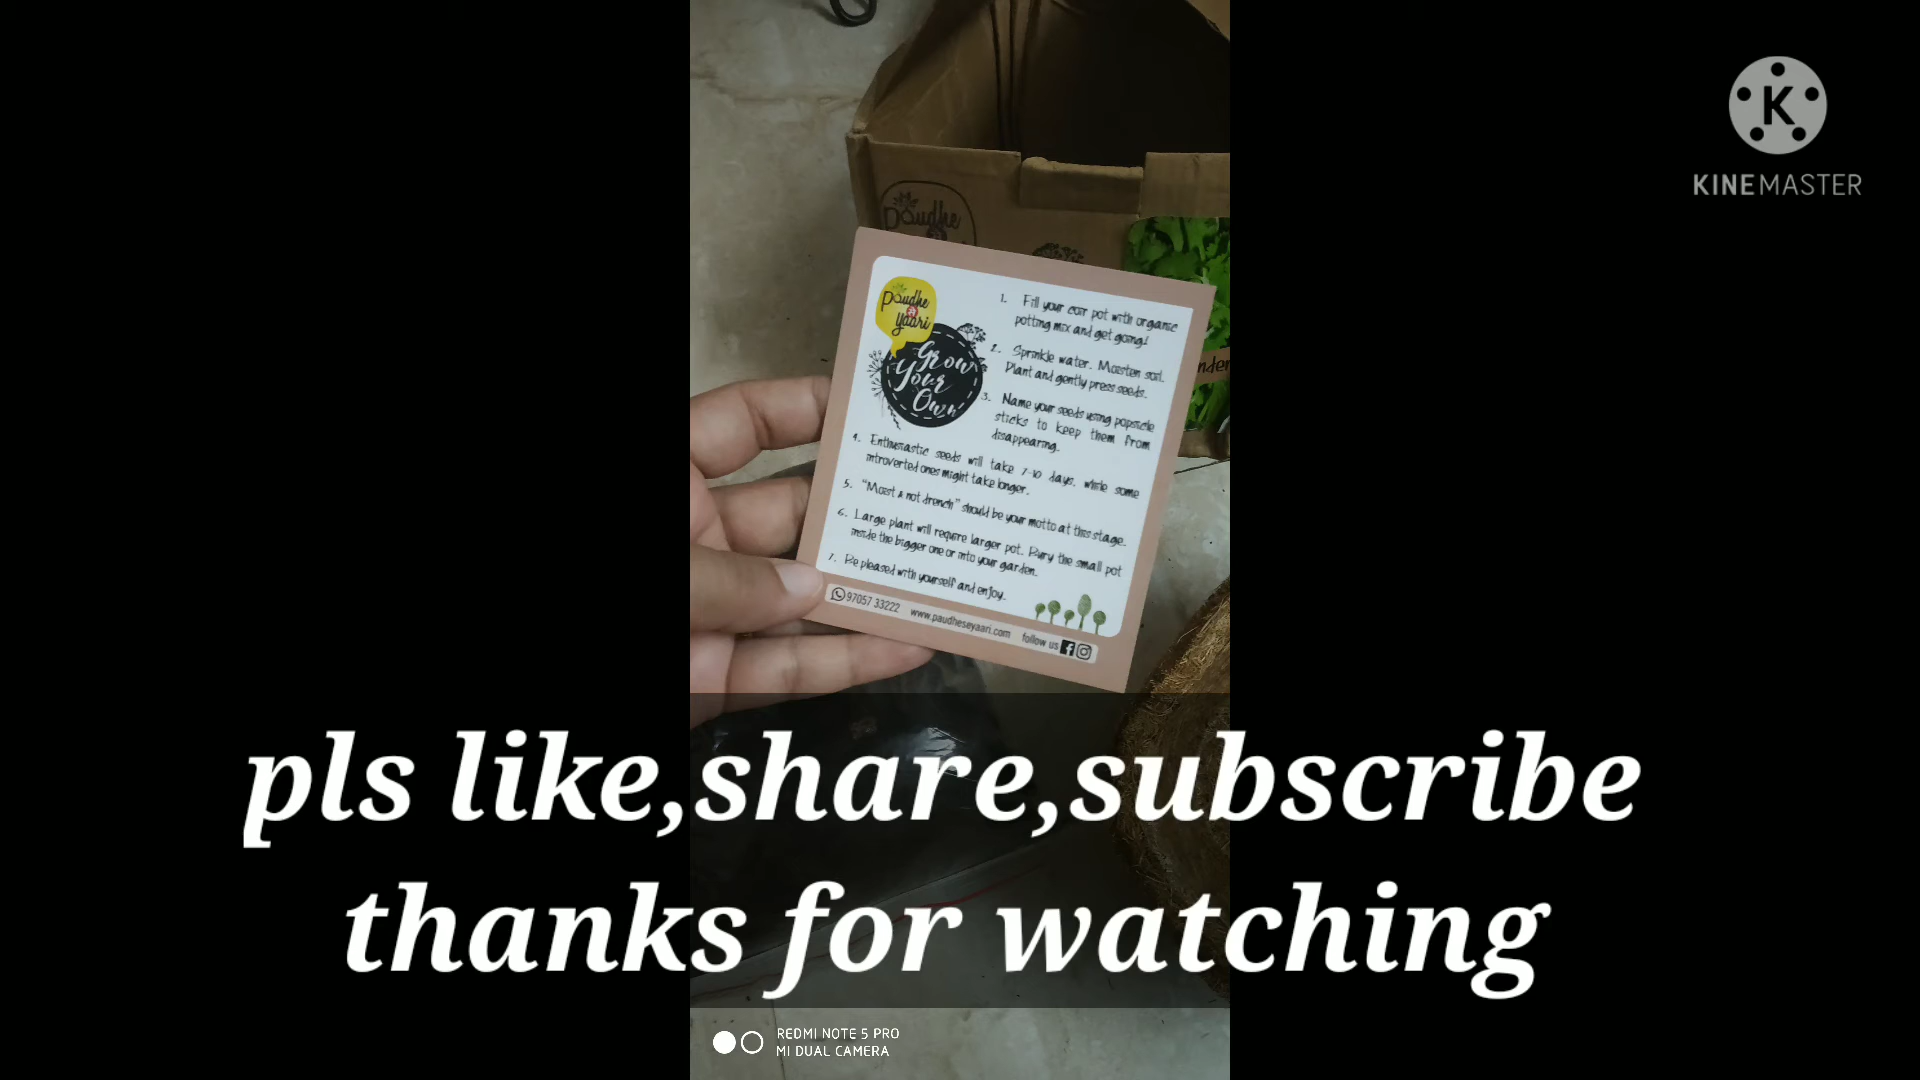 KINEMASTER
Paudhe
Paudhe
Se
Yaari
Grow
Your
Own
1. Fill your coir pot with organic
potting mix and get going!
2. Sprinkle water. Moisten soil.
Plant and gently press seeds.
3. Name your seeds using popsicle
sticks to keep them from
disappearing.
4. Enthusiastic seeds will take 7-10 days, while some
introverted ones might take longer.
5. "Moist & not drench" should be your motto at this stage.
6. Large plant will require larger pot. Bury the small pot
inside the bigger one or into your garden.
7. Be pleased with yourself and enjoy.
97057 33222 www.paudheseyaari.com follow us
pls like,share,subscribe
thanks for watching
REDMI NOTE 5 PRO
MI DUAL CAMERA